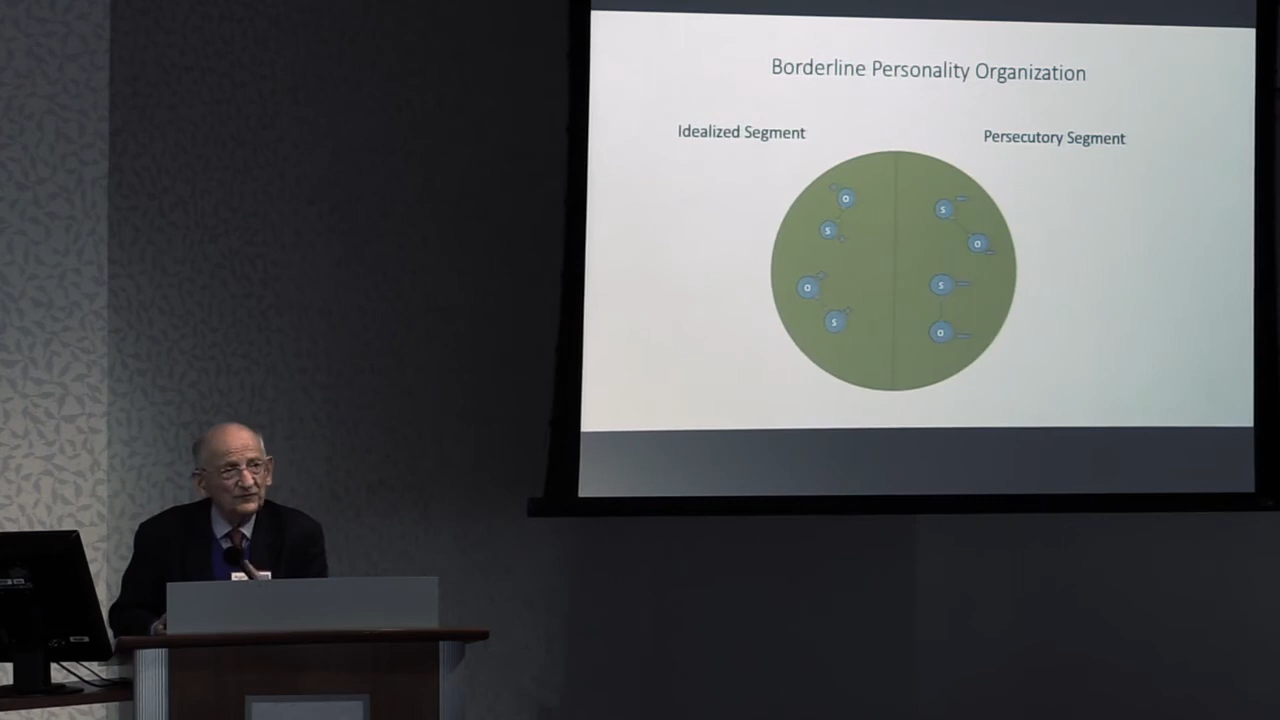 Borderline Personality Organization
Idealized Segment
Persecutory Segment
O
S
S
O
O
S
S
O